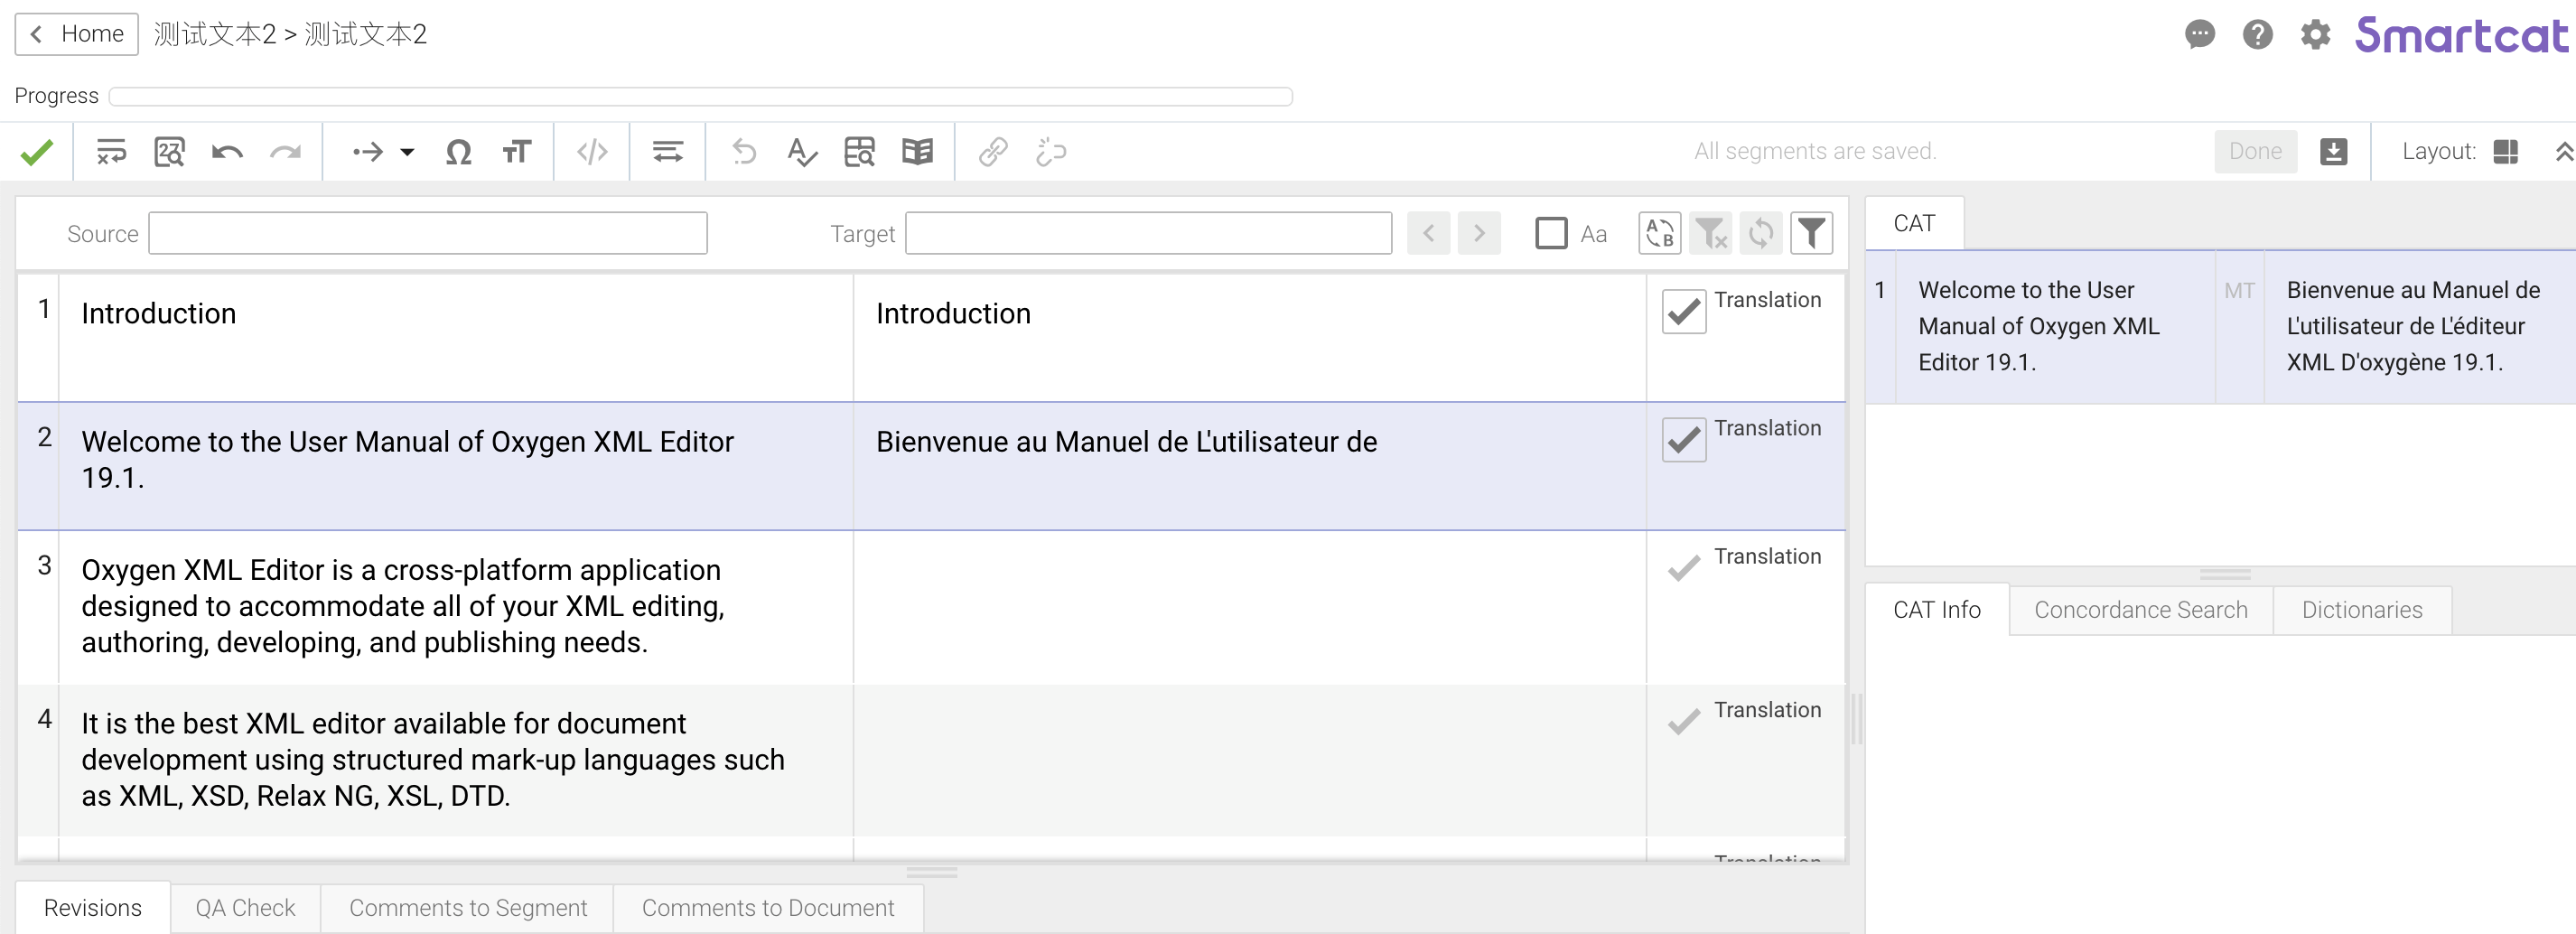 Home
测试文本2 > 测试文本2
Smartcat
Progress
All segments are saved.
Done
Layout:
Source
Target
Aa
1
Introduction
Introduction
Translation
2
Welcome to the User Manual of Oxygen XML Editor
19.1.
Bienvenue au Manuel de L'utilisateur de
Translation
3
Oxygen XML Editor is a cross-platform application
designed to accommodate all of your XML editing,
authoring, developing, and publishing needs.
Translation
4
It is the best XML editor available for document
development using structured mark-up languages such
as XML, XSD, Relax NG, XSL, DTD.
Translation
Translation
Revisions
QA Check
Comments to Segment
Comments to Document
CAT
1
Welcome to the User
Manual of Oxygen XML
Editor 19.1.
MT
Bienvenue au Manuel de
L'utilisateur de L'éditeur
XML D'oxygène 19.1.
CAT Info
Concordance Search
Dictionaries